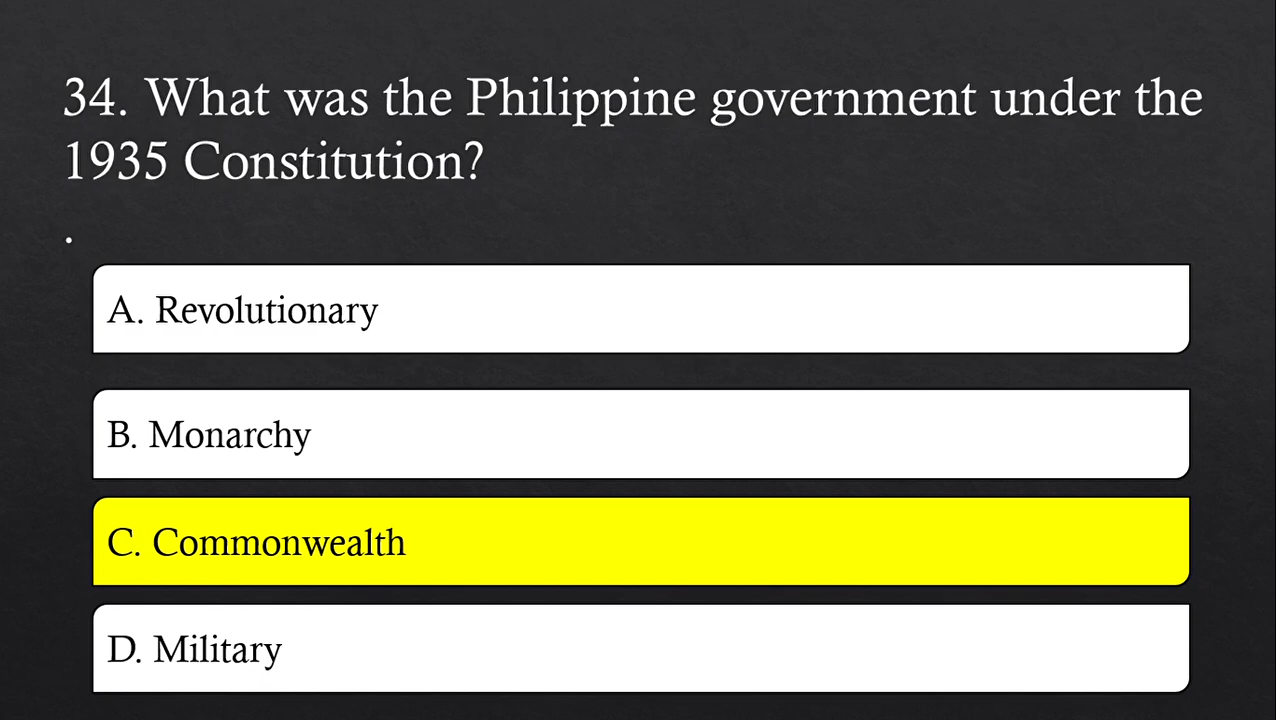 34. What was the Philippine government under the
1935 Constitution?
.
A. Revolutionary
B. Monarchy
C. Commonwealth
D. Military